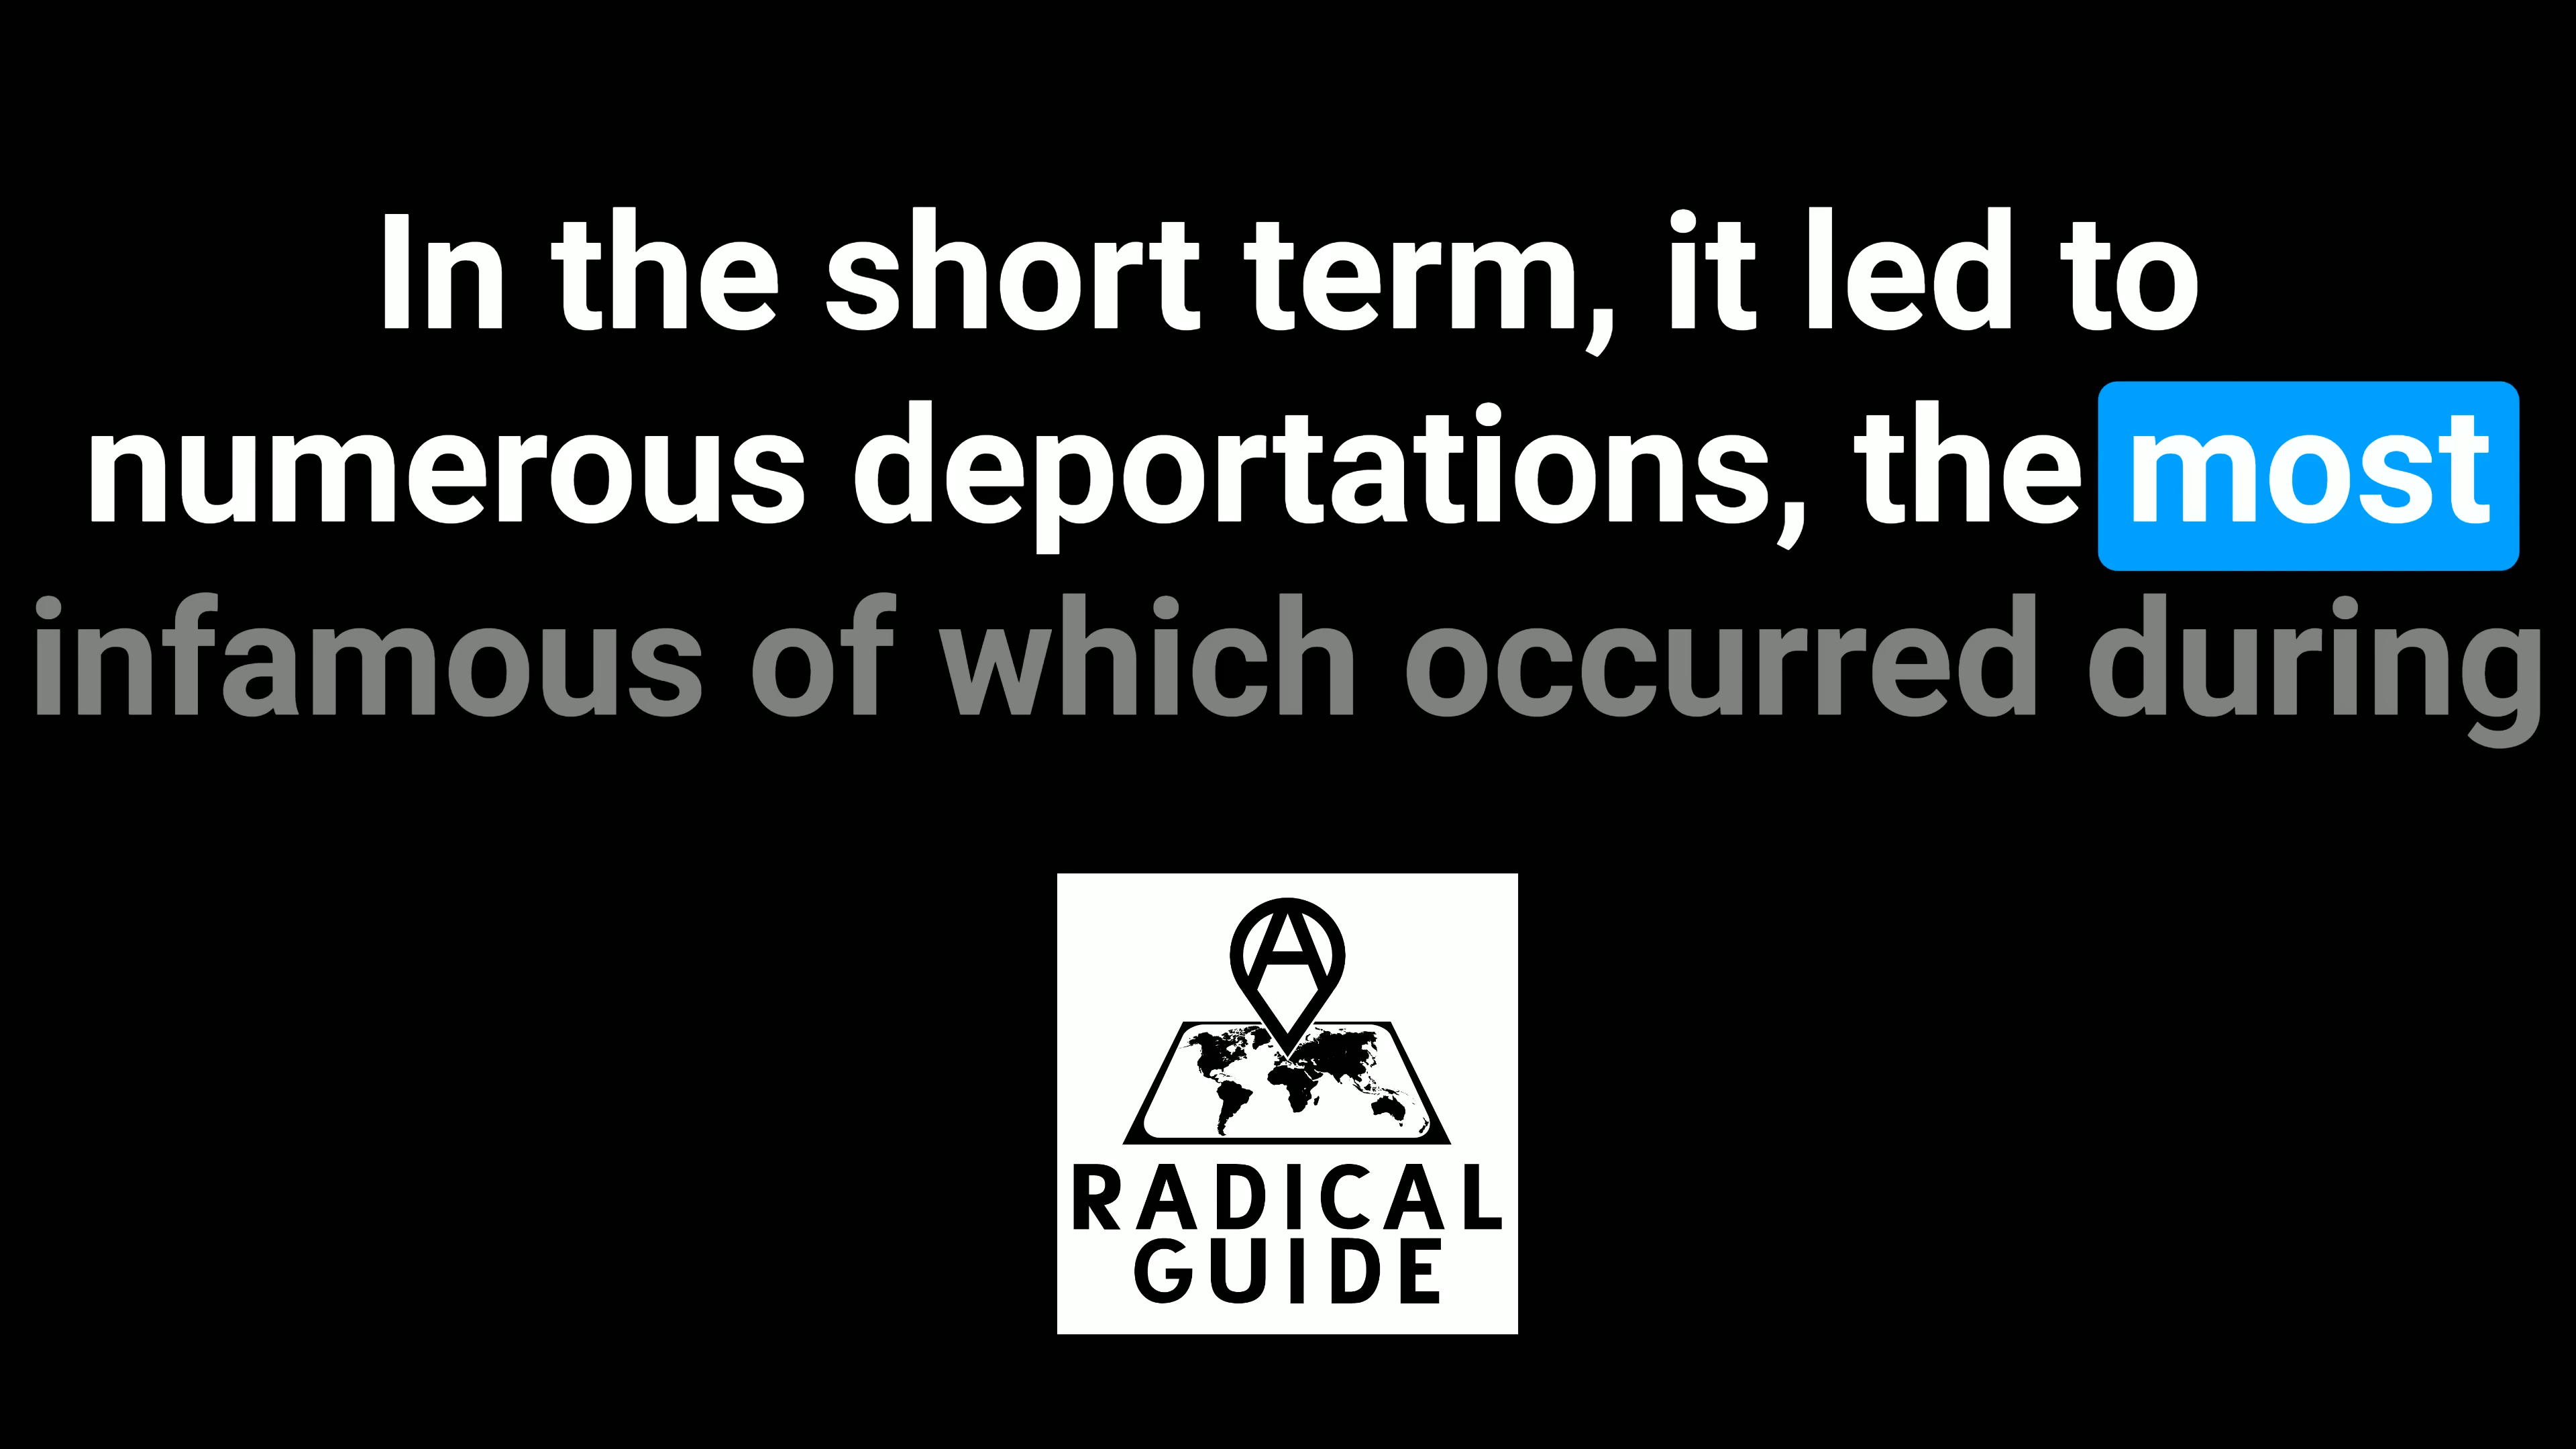 In the short term, it led to
numerous deportations, the most
infamous of which occurred during
A
RADICAL
GUIDE